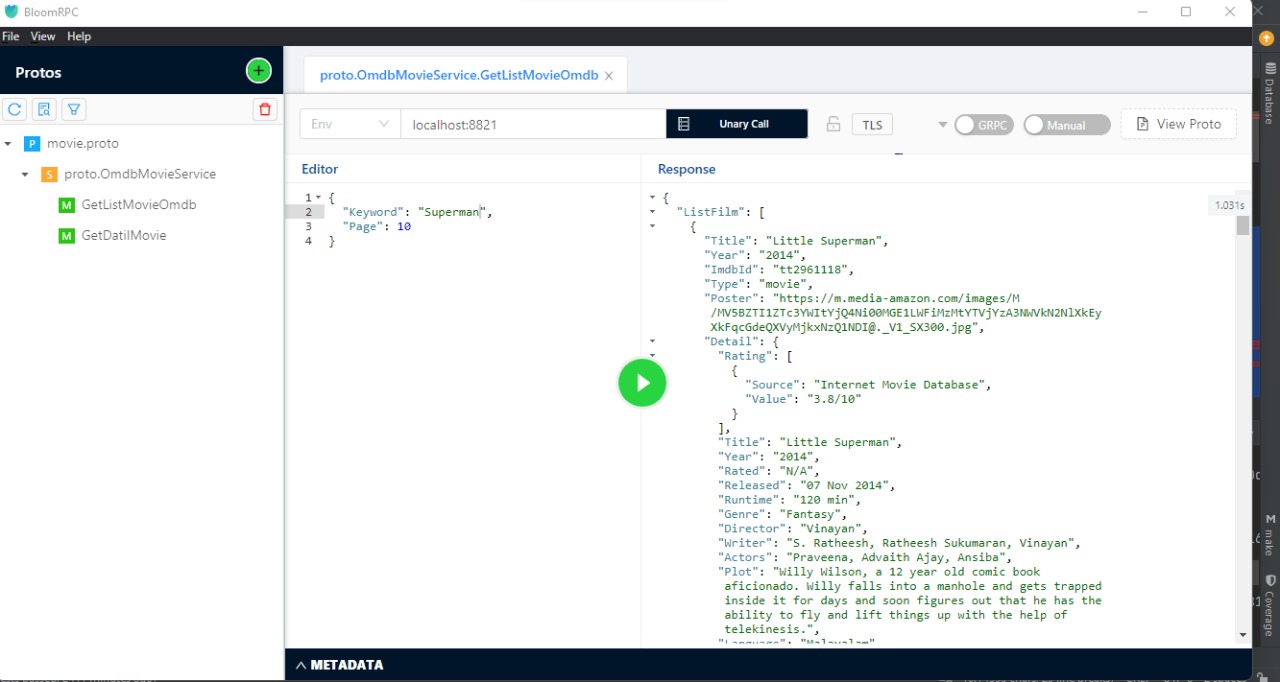 BloomRPC
File View Help
Protos
proto.OmdbMovieService.GetListMovieOmdb
Env
localhost:8821
Unary Call
TLS
GRPC
Manual
View Proto
movie.proto
proto.OmdbMovieService
GetListMovieOmdb
GetDatilMovie
Editor
1 {
2 "Keyword": "Superman",
3 "Page": 10
4 }
Response
1.031s
{
"ListFilm": [
{
"Title": "Little Superman",
"Year": "2014",
"ImdbId": "tt2961118",
"Type": "movie",
"Poster": "https://m.media-amazon.com/images/M
/MV5BZTI1ZTc3YWItYjQ4Ni00MGE1LWFiMzMtYTVjYzA3NWVkN2NlXkEy
XkFqcGdeQXVyMjkxNzQ1NDI@._V1_SX300.jpg",
"Detail": {
"Rating": [
{
"Source": "Internet Movie Database",
"Value": "3.8/10"
}
],
"Title": "Little Superman",
"Year": "2014",
"Rated": "N/A",
"Released": "07 Nov 2014",
"Runtime": "120 min",
"Genre": "Fantasy",
"Director": "Vinayan",
"Writer": "S. Ratheesh, Ratheesh Sukumaran, Vinayan",
"Actors": "Praveena, Advaith Ajay, Ansiba",
"Plot": "Willy Wilson, a 12 year old comic book
aficionado. Willy falls into a manhole and gets trapped
inside it for days and soon figures out that he has the
ability to fly and lift things up with the help of
telekinesis.",
"Language": "Malayalam"
METADATA
Database
make
Coverage